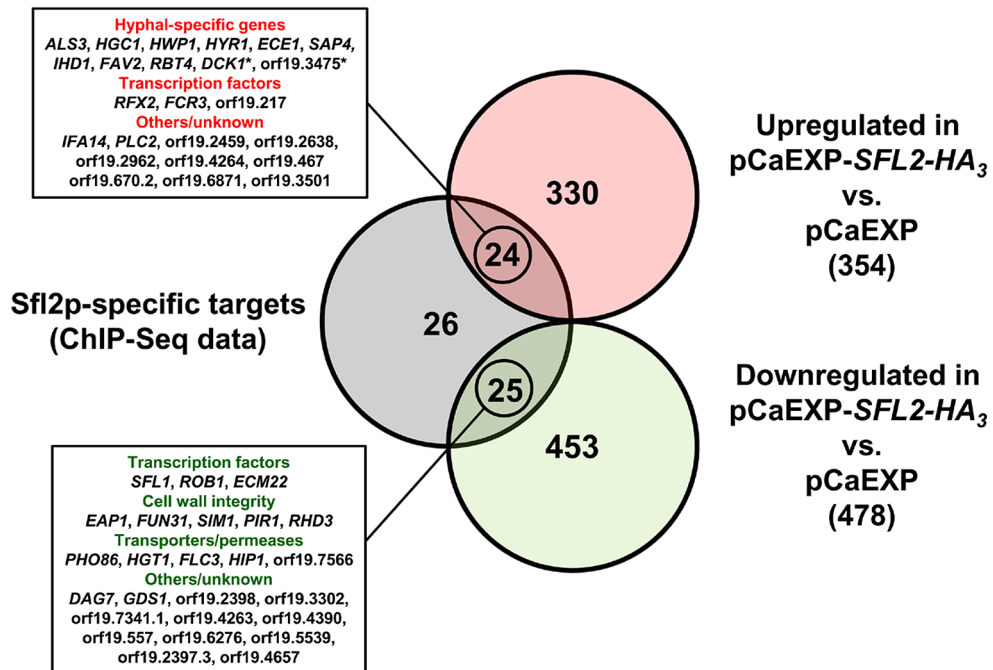 Hyphal-specific genes
ALS3, HGC1, HWP1, HYR1, ECE1, SAP4,
IHD1, FAV2, RBT4, DCK1*, orf19.3475*
Transcription factors
RFX2, FCR3, orf19.217
Others/unknown
IFA14, PLC2, orf19.2459, orf19.2638,
orf19.2962, orf19.4264, orf19.467
orf19.670.2, orf19.6871, orf19.3501
330
24
Upregulated in
pCaEXP-SFL2-HA3
vs.
pCaEXP
(354)
Sfl2p-specific targets
(ChIP-Seq data)
26
25
453
Downregulated in
pCaEXP-SFL2-HA3
vs.
pCaEXP
(478)
Transcription factors
SFL1, ROB1, ECM22
Cell wall integrity
EAP1, FUN31, SIM1, PIR1, RHD3
Transporters/permeases
PHO86, HGT1, FLC3, HIP1, orf19.7566
Others/unknown
DAG7, GDS1, orf19.2398, orf19.3302,
orf19.7341.1, orf19.4263, orf19.4390,
orf19.557, orf19.6276, orf19.5539,
orf19.2397.3, orf19.4657